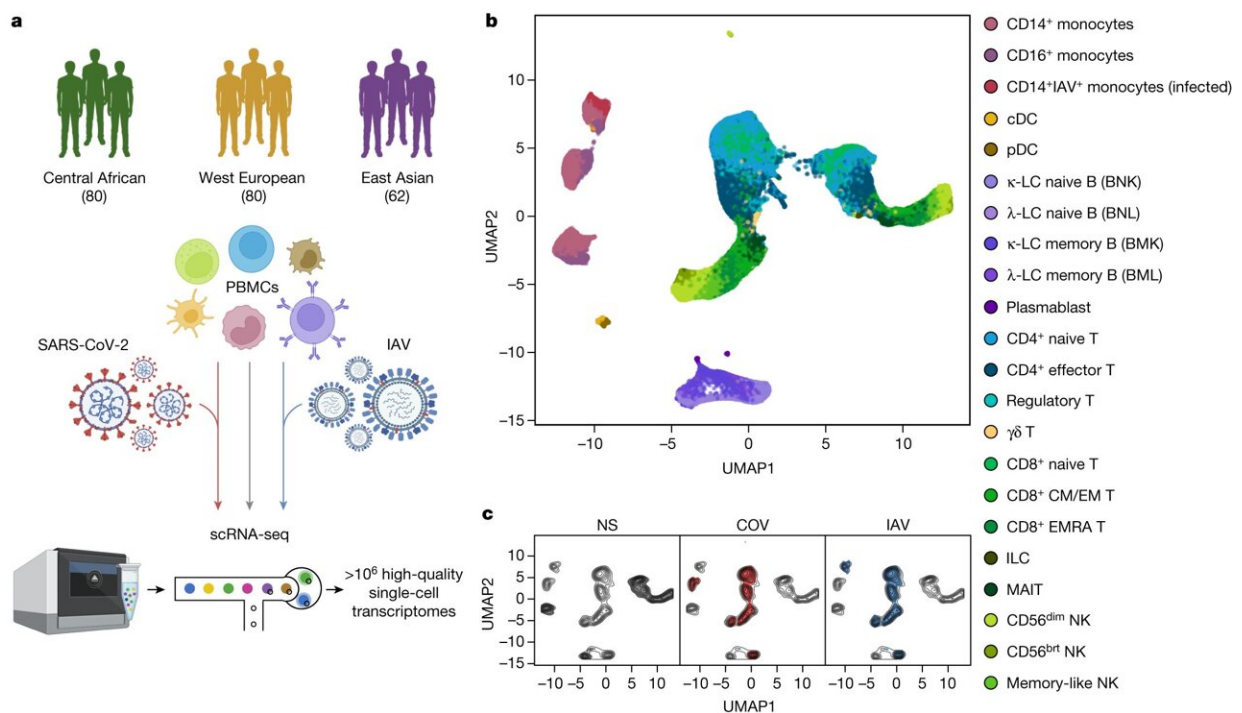 a
Central African
(80)
West European
(80)
East Asian
(62)
PBMCs
SARS-CoV-2
IAV
scRNA-seq
>10⁶ high-quality
single-cell
transcriptomes
b
UMAP2
10
5
0
−5
−10
−15
−10
−5
0
5
10
UMAP1
CD14⁺ monocytes
CD16⁺ monocytes
CD14⁺IAV⁺ monocytes (infected)
cDC
pDC
κ-LC naive B (BNK)
λ-LC naive B (BNL)
κ-LC memory B (BMK)
λ-LC memory B (BML)
Plasmablast
CD4⁺ naive T
CD4⁺ effector T
Regulatory T
γδ T
CD8⁺ naive T
CD8⁺ CM/EM T
CD8⁺ EMRA T
ILC
MAIT
CD56ᵈⁱᵐ NK
CD56ᵇʳᵗ NK
Memory-like NK
c
NS
COV
IAV
UMAP2
10
5
0
−5
−10
−15
−10 −5 0 5 10
−10 −5 0 5 10
−10 −5 0 5 10
UMAP1